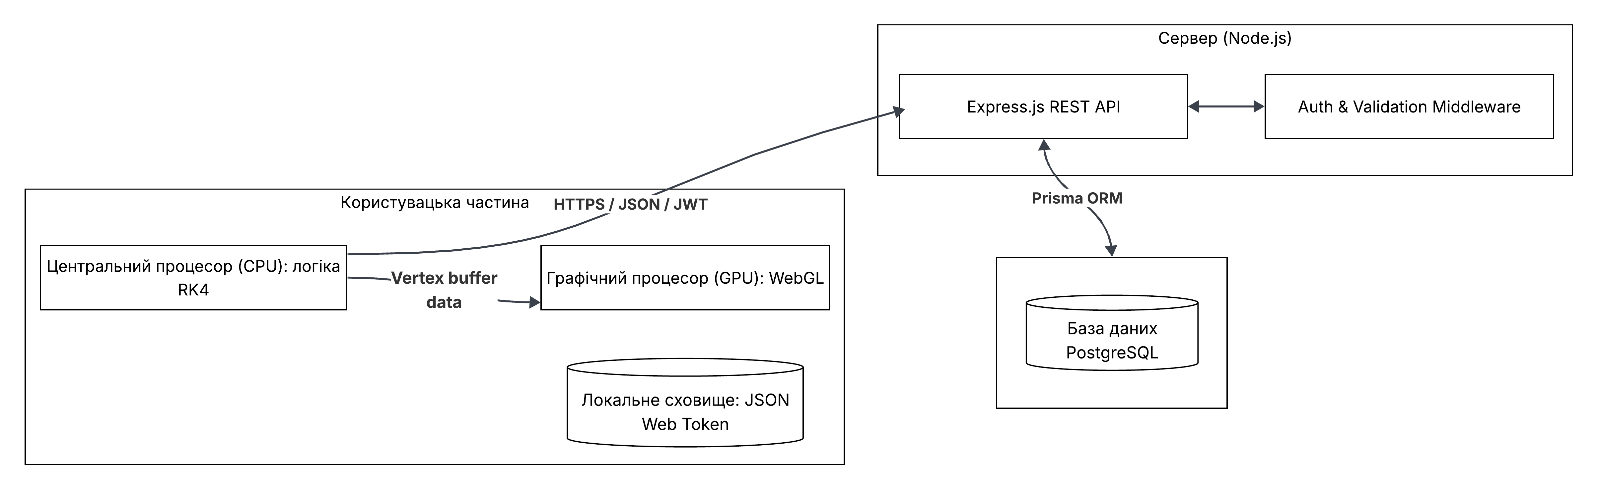 Сервер (Node.js)
Express.js REST API
Auth & Validation Middleware
Prisma ORM
Користувацька частина
HTTPS / JSON / JWT
Центральний процесор (CPU): логіка
RK4
Vertex buffer
data
Графічний процесор (GPU): WebGL
База даних
PostgreSQL
Локальне сховище: JSON
Web Token